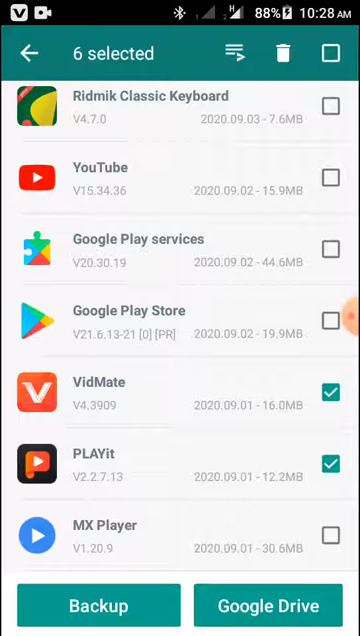 88% 10:28 AM
6 selected
Ridmik Classic Keyboard
V4.7.0 2020.09.03 - 7.6MB
YouTube
V15.34.36 2020.09.02 - 15.9MB
Google Play services
V20.30.19 2020.09.02 - 44.6MB
Google Play Store
V21.6.13-21 [0] [PR] 2020.09.02 - 19.9MB
VidMate
V4.3909 2020.09.01 - 16.0MB
PLAYit
V2.2.7.13 2020.09.01 - 12.2MB
MX Player
V1.20.9 2020.09.01 - 30.6MB
Backup Google Drive